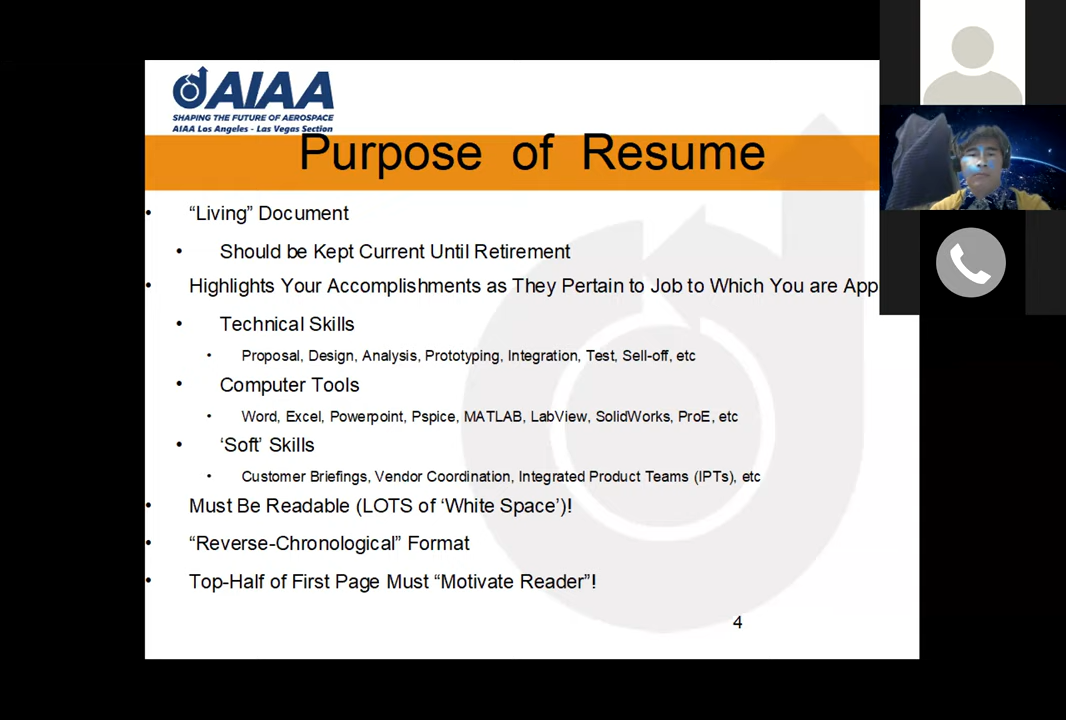 AIAA
SHAPING THE FUTURE OF AEROSPACE
AIAA Los Angeles - Las Vegas Section
Purpose of Resume
• “Living” Document
• Should be Kept Current Until Retirement
• Highlights Your Accomplishments as They Pertain to Job to Which You are App
• Technical Skills
• Proposal, Design, Analysis, Prototyping, Integration, Test, Sell-off, etc
• Computer Tools
• Word, Excel, Powerpoint, Pspice, MATLAB, LabView, SolidWorks, ProE, etc
• ‘Soft’ Skills
• Customer Briefings, Vendor Coordination, Integrated Product Teams (IPTs), etc
• Must Be Readable (LOTS of ‘White Space’)!
• “Reverse-Chronological” Format
• Top-Half of First Page Must “Motivate Reader”!
4